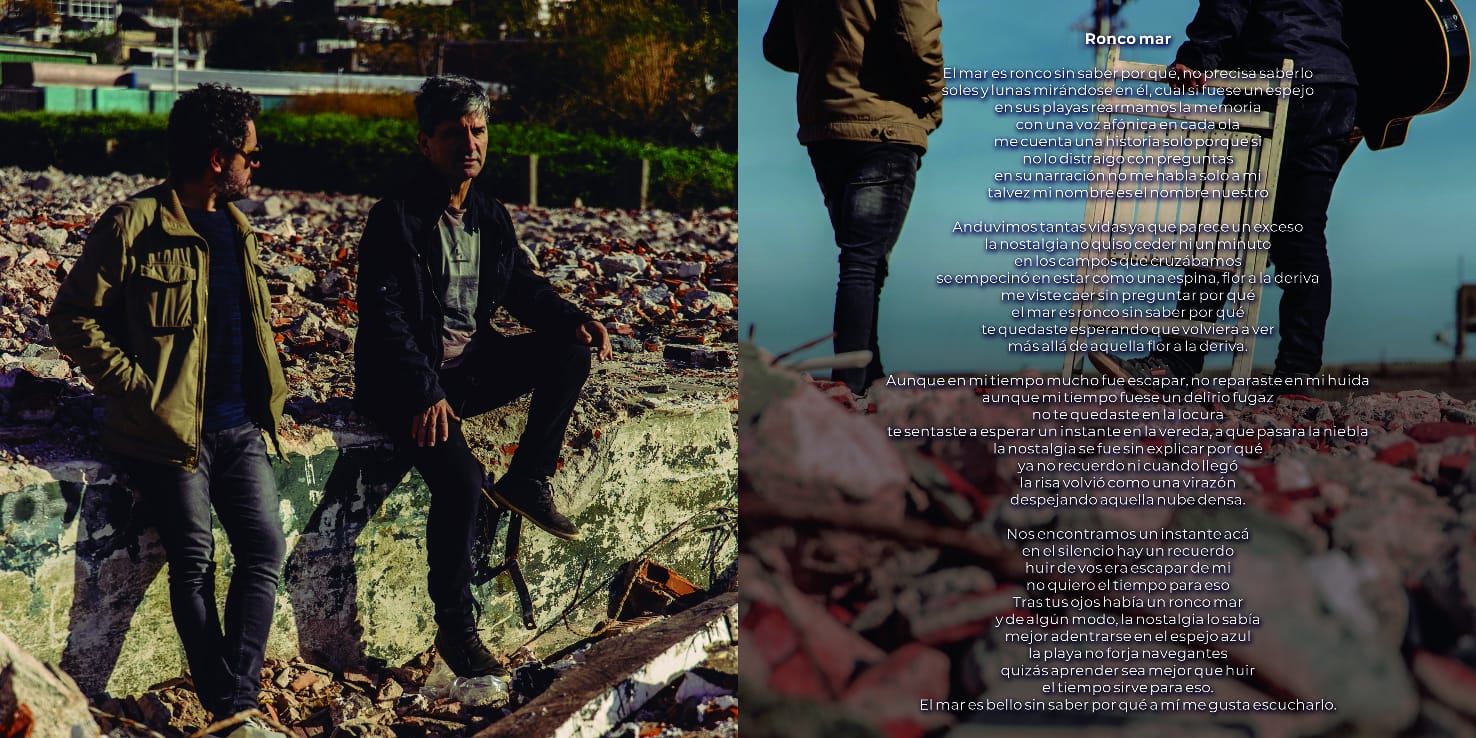 Ronco mar
El mar es ronco sin saber por qué, no precisa saberlo
soles y lunas mirándose en él, cual si fuese un espejo
en sus playas rearmamos la memoria
con una voz afónica en cada ola
me cuenta una historia solo porque sí
no lo distraigo con preguntas
en su narración no me habla solo a mí
talvez mi nombre es el nombre nuestro
Anduvimos tantas vidas ya que parece un exceso
la nostalgia no quiso ceder ni un minuto
en los campos que cruzábamos
se empecinó en estar como una espina, flor a la deriva
me viste caer sin preguntar por qué
el mar es ronco sin saber por qué
te quedaste esperando que volviera a ver
más allá de aquella flor a la deriva.
Aunque en mi tiempo mucho fue escapar, no reparaste en mi huida
aunque mi tiempo fuese un delirio fugaz
no te quedaste en la locura
te sentaste a esperar un instante en la vereda, a que pasara la niebla
la nostalgia se fue sin explicar por qué
ya no recuerdo ni cuando llegó
la risa volvió como una virazón
despejando aquella nube densa.
Nos encontramos un instante acá
en el silencio hay un recuerdo
huir de vos era escapar de mi
no quiero el tiempo para eso
Tras tus ojos había un ronco mar
y de algún modo, la nostalgia lo sabía
mejor adentrarse en el espejo azul
la playa no forja navegantes
quizás aprender sea mejor que huir
el tiempo sirve para eso.
El mar es bello sin saber por qué a mí me gusta escucharlo.